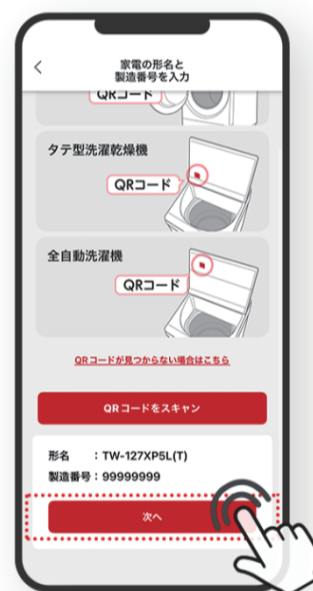 家電の形名と
製造番号を入力
QRコード
タテ型洗濯乾燥機
QRコード
全自動洗濯機
QRコード
QRコードが見つからない場合はこちら
QRコードをスキャン
形名 : TW-127XP5L(T)
製造番号 : 99999999
次へ